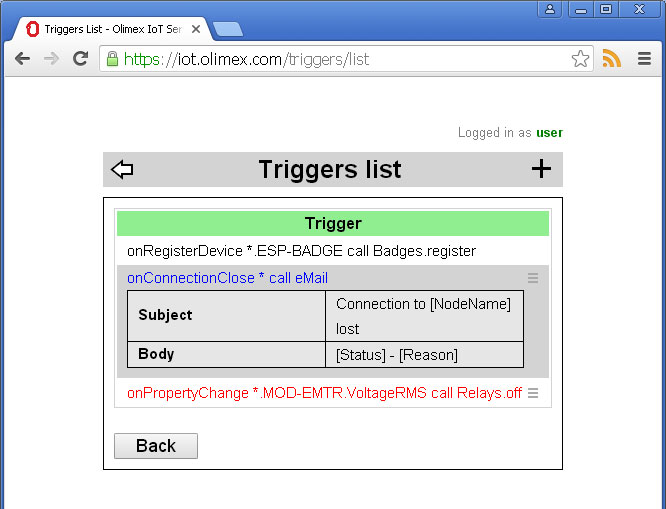 Triggers List - Olimex IoT Ser
https://iot.olimex.com/triggers/list
Logged in as user
Triggers list
Trigger
onRegisterDevice *.ESP-BADGE call Badges.register
onConnectionClose * call eMail
Subject
Connection to [NodeName]
lost
Body
[Status] - [Reason]
onPropertyChange *.MOD-EMTR.VoltageRMS call Relays.off
Back